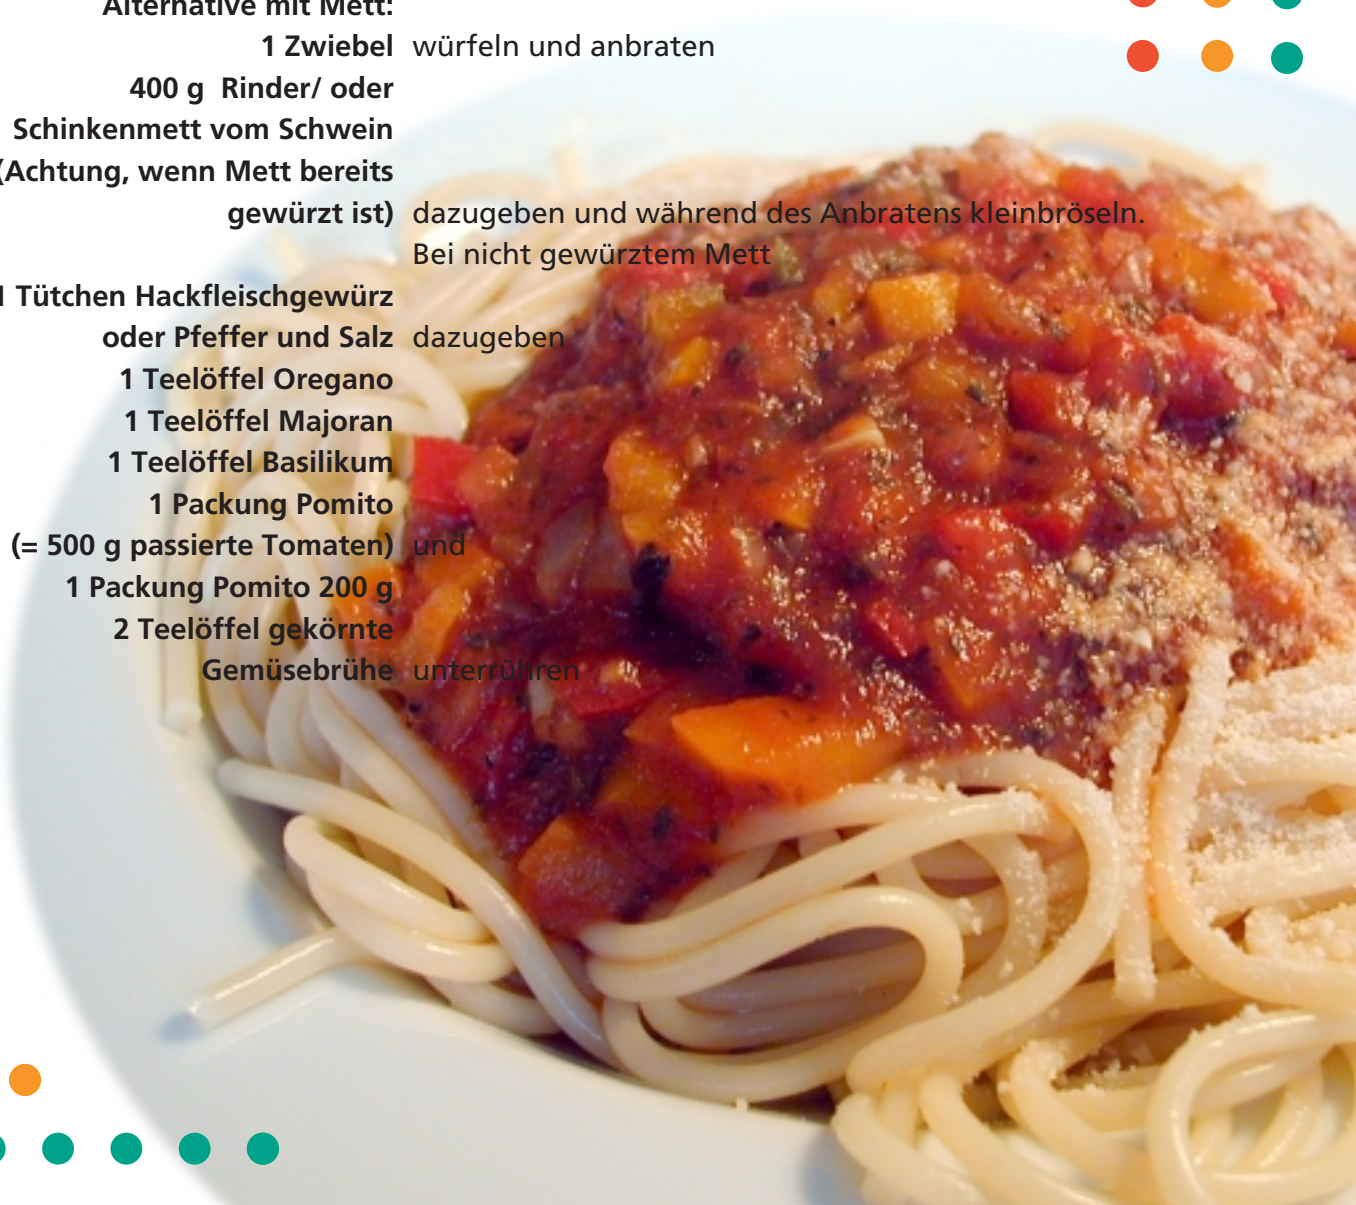 Alternative mit Mett:
1 Zwiebel würfeln und anbraten
400 g Rinder/ oder
Schinkenmett vom Schwein
(Achtung, wenn Mett bereits
gewürzt ist) dazugeben und während des Anbratens kleinbröseln.
Bei nicht gewürztem Mett
1 Tütchen Hackfleischgewürz
oder Pfeffer und Salz dazugeben
1 Teelöffel Oregano
1 Teelöffel Majoran
1 Teelöffel Basilikum
1 Packung Pomito
(= 500 g passierte Tomaten) und
1 Packung Pomito 200 g
2 Teelöffel gekörnte
Gemüsebrühe unterrühren